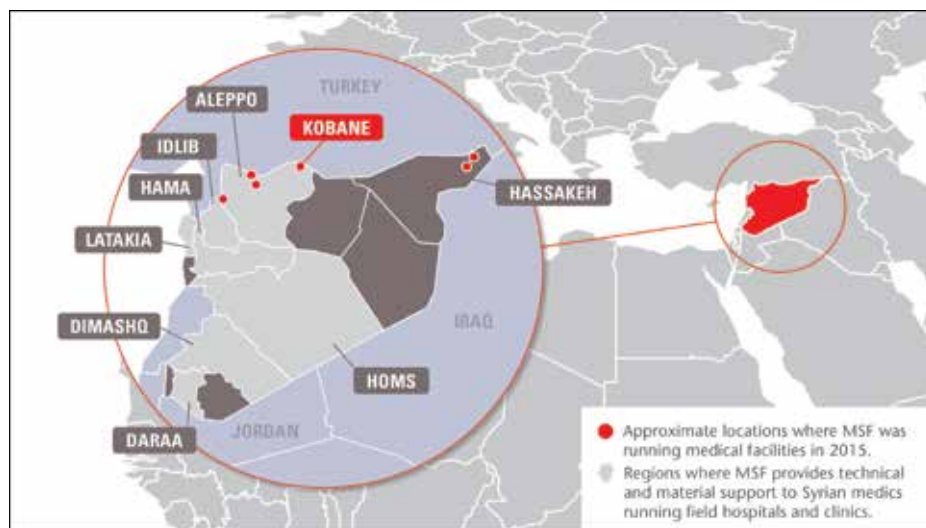 TURKEY
ALEPPO
KOBANE
IDLIB
HAMA
HASSAKEH
LATAKIA
DIMASHQ
IRAQ
HOMS
DARAA
JORDAN
Approximate locations where MSF was
running medical facilities in 2015.
Regions where MSF provides technical
and material support to Syrian medics
running field hospitals and clinics.